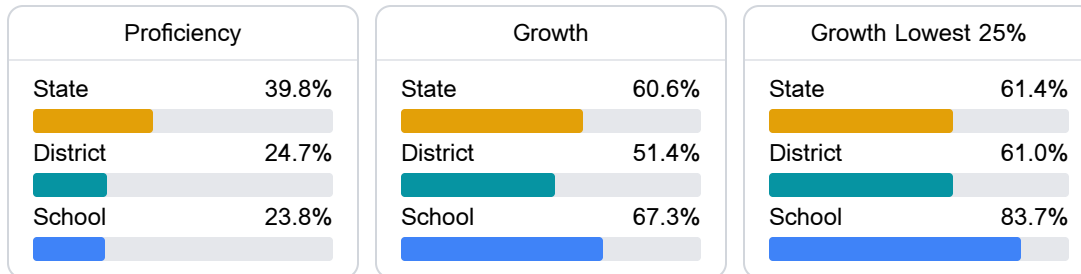 Proficiency
State 39.8%
District 24.7%
School 23.8%
Growth
State 60.6%
District 51.4%
School 67.3%
Growth Lowest 25%
State 61.4%
District 61.0%
School 83.7%